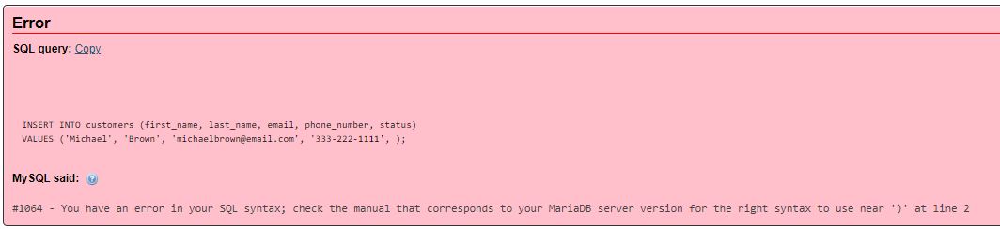 Error
SQL query: Copy
INSERT INTO customers (first_name, last_name, email, phone_number, status)
VALUES ('Michael', 'Brown', 'michaelbrown@email.com', '333-222-1111', );
MySQL said:
#1064 - You have an error in your SQL syntax; check the manual that corresponds to your MariaDB server version for the right syntax to use near ')' at line 2